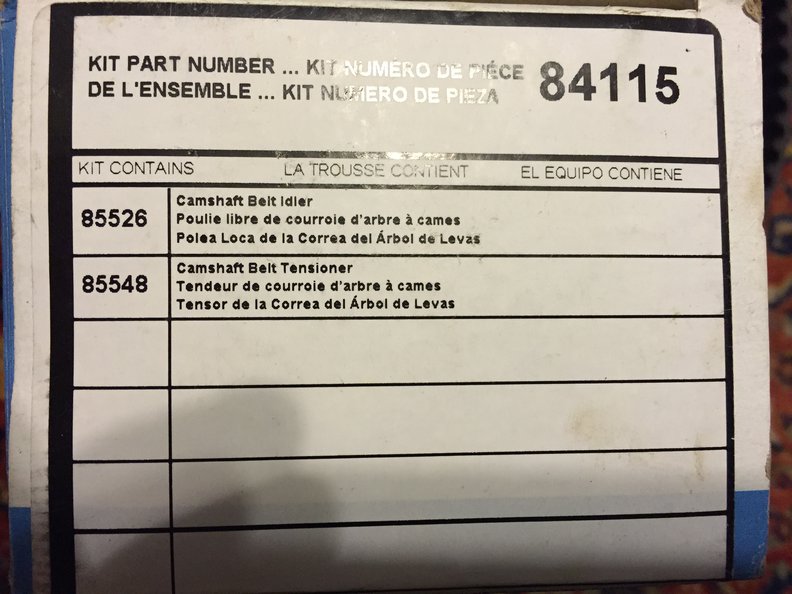 KIT PART NUMBER ... KIT NUMÉRO DE PIÉCE
DE L'ENSEMBLE ... KIT NUMERO DE PIEZA
84115
KIT CONTAINS LA TROUSSE CONTIENT EL EQUIPO CONTIENE
85526
Camshaft Belt Idler
Poulie libre de courroie d'arbre à cames
Polea Loca de la Correa del Árbol de Levas
85548
Camshaft Belt Tensioner
Tendeur de courroie d'arbre à cames
Tensor de la Correa del Árbol de Levas